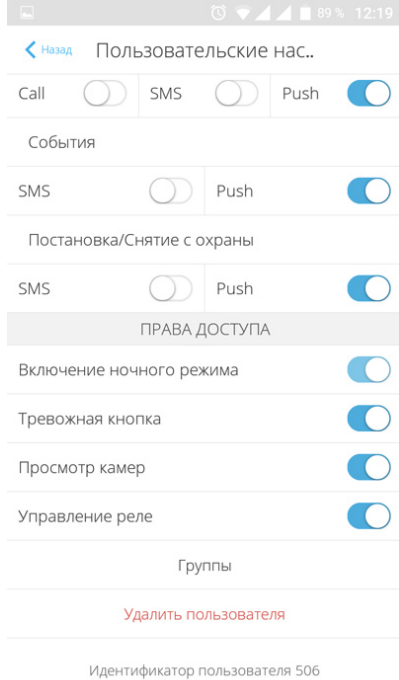 89 % 12:19
Назад Пользовательские нас..
Call SMS Push
События
SMS Push
Постановка/Снятие с охраны
SMS Push
ПРАВА ДОСТУПА
Включение ночного режима
Тревожная кнопка
Просмотр камер
Управление реле
Группы
Удалить пользователя
Идентификатор пользователя 506